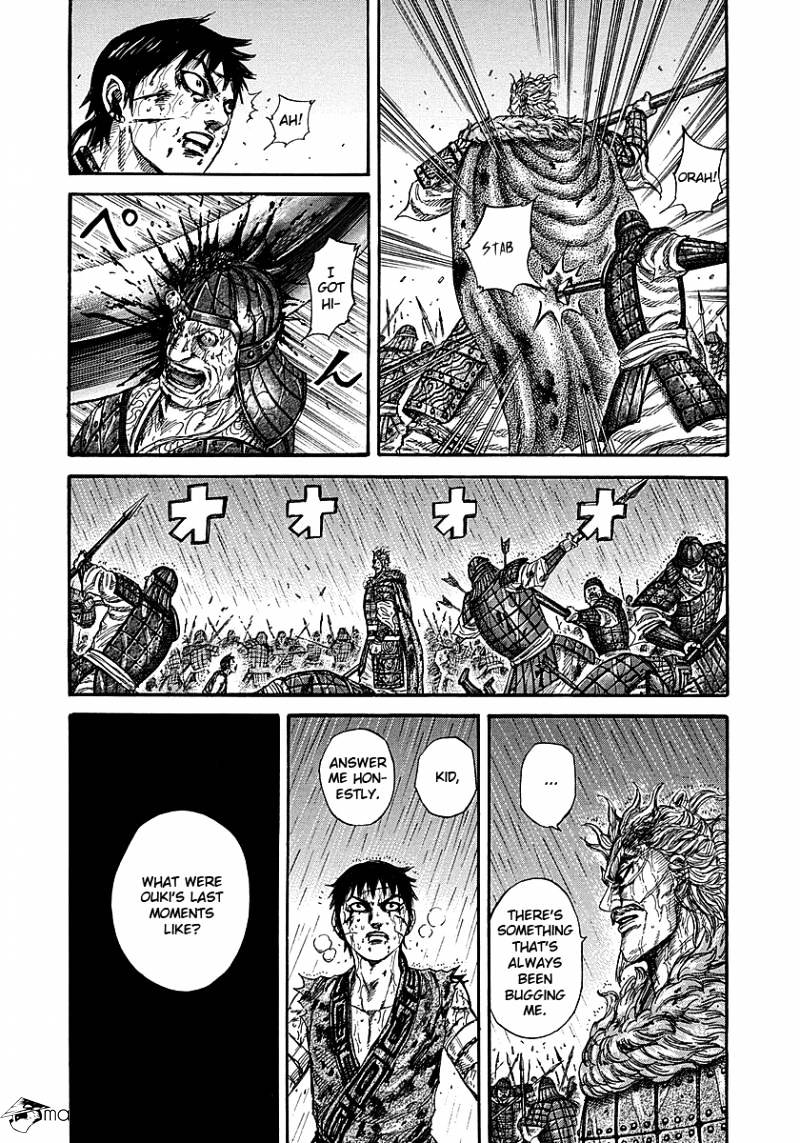 ORAH!
STAB
AH!
I
GOT
HI-
ペ
ん
オ オ オ オ
...
THERE'S
SOMETHING
THAT'S
ALWAYS
BEEN
BUGGING
ME.
KID,
ANSWER
ME HON-
ESTLY.
WHAT WERE
OUKI'S LAST
MOMENTS
LIKE?